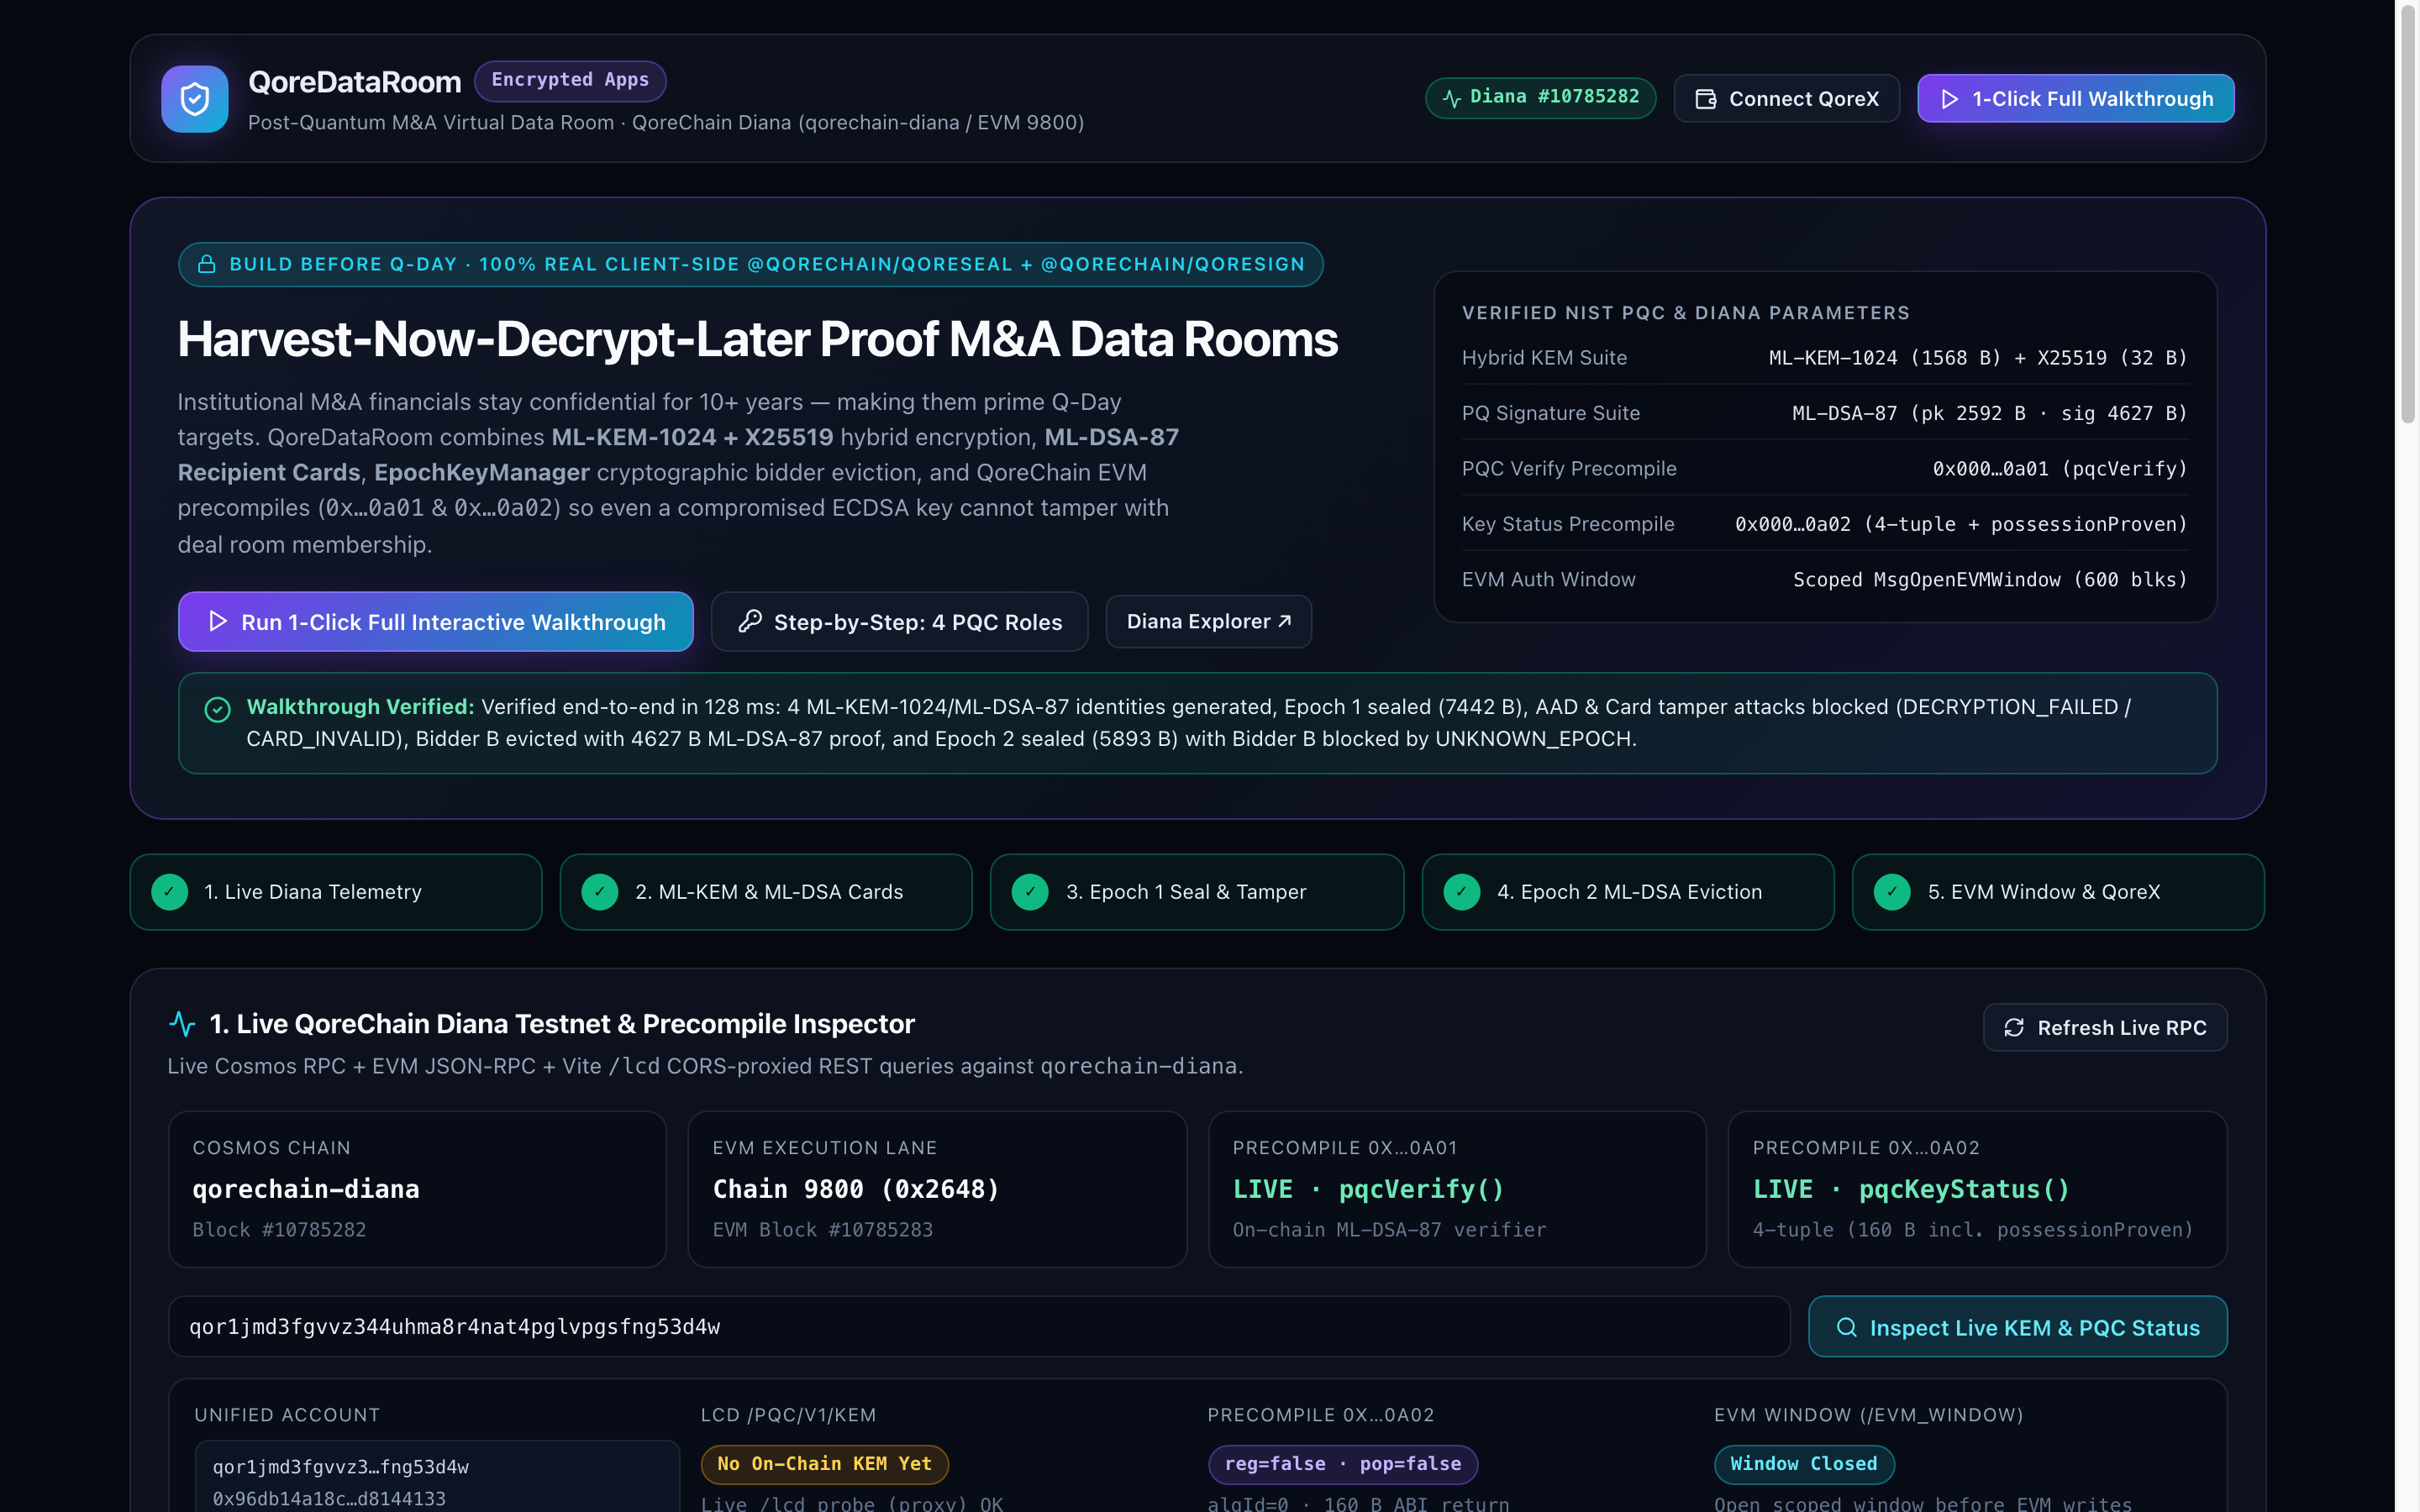 QoreDataRoom Encrypted Apps
Post-Quantum M&A Virtual Data Room · QoreChain Diana (qorechain-diana / EVM 9800)
Diana #10785282
Connect QoreX
1-Click Full Walkthrough
BUILD BEFORE Q-DAY · 100% REAL CLIENT-SIDE @QORECHAIN/QORESEAL + @QORECHAIN/QORESIGN
Harvest-Now-Decrypt-Later Proof M&A Data Rooms
Institutional M&A financials stay confidential for 10+ years — making them prime Q-Day
targets. QoreDataRoom combines ML-KEM-1024 + X25519 hybrid encryption, ML-DSA-87
Recipient Cards, EpochKeyManager cryptographic bidder eviction, and QoreChain EVM
precompiles (0x…0a01 & 0x…0a02) so even a compromised ECDSA key cannot tamper with
deal room membership.
Run 1-Click Full Interactive Walkthrough
Step-by-Step: 4 PQC Roles
Diana Explorer ↗
VERIFIED NIST PQC & DIANA PARAMETERS
Hybrid KEM Suite ML-KEM-1024 (1568 B) + X25519 (32 B)
PQ Signature Suite ML-DSA-87 (pk 2592 B · sig 4627 B)
PQC Verify Precompile 0x000…0a01 (pqcVerify)
Key Status Precompile 0x000…0a02 (4-tuple + possessionProven)
EVM Auth Window Scoped MsgOpenEVMWindow (600 blks)
Walkthrough Verified: Verified end-to-end in 128 ms: 4 ML-KEM-1024/ML-DSA-87 identities generated, Epoch 1 sealed (7442 B), AAD & Card tamper attacks blocked (DECRYPTION_FAILED /
CARD_INVALID), Bidder B evicted with 4627 B ML-DSA-87 proof, and Epoch 2 sealed (5893 B) with Bidder B blocked by UNKNOWN_EPOCH.
✓ 1. Live Diana Telemetry
✓ 2. ML-KEM & ML-DSA Cards
✓ 3. Epoch 1 Seal & Tamper
✓ 4. Epoch 2 ML-DSA Eviction
✓ 5. EVM Window & QoreX
1. Live QoreChain Diana Testnet & Precompile Inspector
Live Cosmos RPC + EVM JSON-RPC + Vite /lcd CORS-proxied REST queries against qorechain-diana.
Refresh Live RPC
COSMOS CHAIN
qorechain-diana
Block #10785282
EVM EXECUTION LANE
Chain 9800 (0x2648)
EVM Block #10785283
PRECOMPILE 0X…0A01
LIVE · pqcVerify()
On-chain ML-DSA-87 verifier
PRECOMPILE 0X…0A02
LIVE · pqcKeyStatus()
4-tuple (160 B incl. possessionProven)
qor1jmd3fgvvz344uhma8r4nat4pglvpgsfng53d4w
Inspect Live KEM & PQC Status
UNIFIED ACCOUNT
qor1jmd3fgvvz3…fng53d4w
0x96db14a18c…d8144133
LCD /PQC/V1/KEM
No On-Chain KEM Yet
Live /lcd probe (proxy) OK
PRECOMPILE 0X…0A02
reg=false · pop=false
algId=0 · 160 B ABI return
EVM WINDOW (/EVM_WINDOW)
Window Closed
Open scoped window before EVM writes